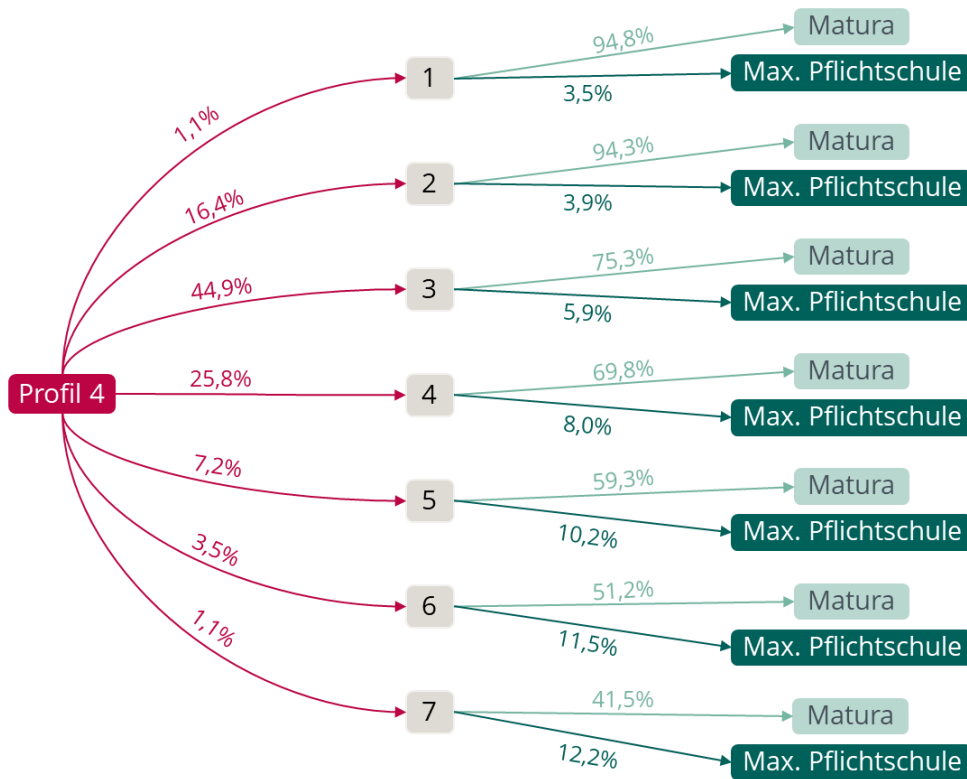 Matura
94,8%
1
Max. Pflichtschule
3,5%
1,1%
Matura
94,3%
2
Max. Pflichtschule
3,9%
16,4%
Matura
75,3%
3
Max. Pflichtschule
5,9%
44,9%
Matura
69,8%
Profil 4
25,8%
4
Max. Pflichtschule
8,0%
Matura
59,3%
7,2%
5
Max. Pflichtschule
10,2%
Matura
51,2%
3,5%
6
Max. Pflichtschule
11,5%
1,1%
Matura
41,5%
7
Max. Pflichtschule
12,2%